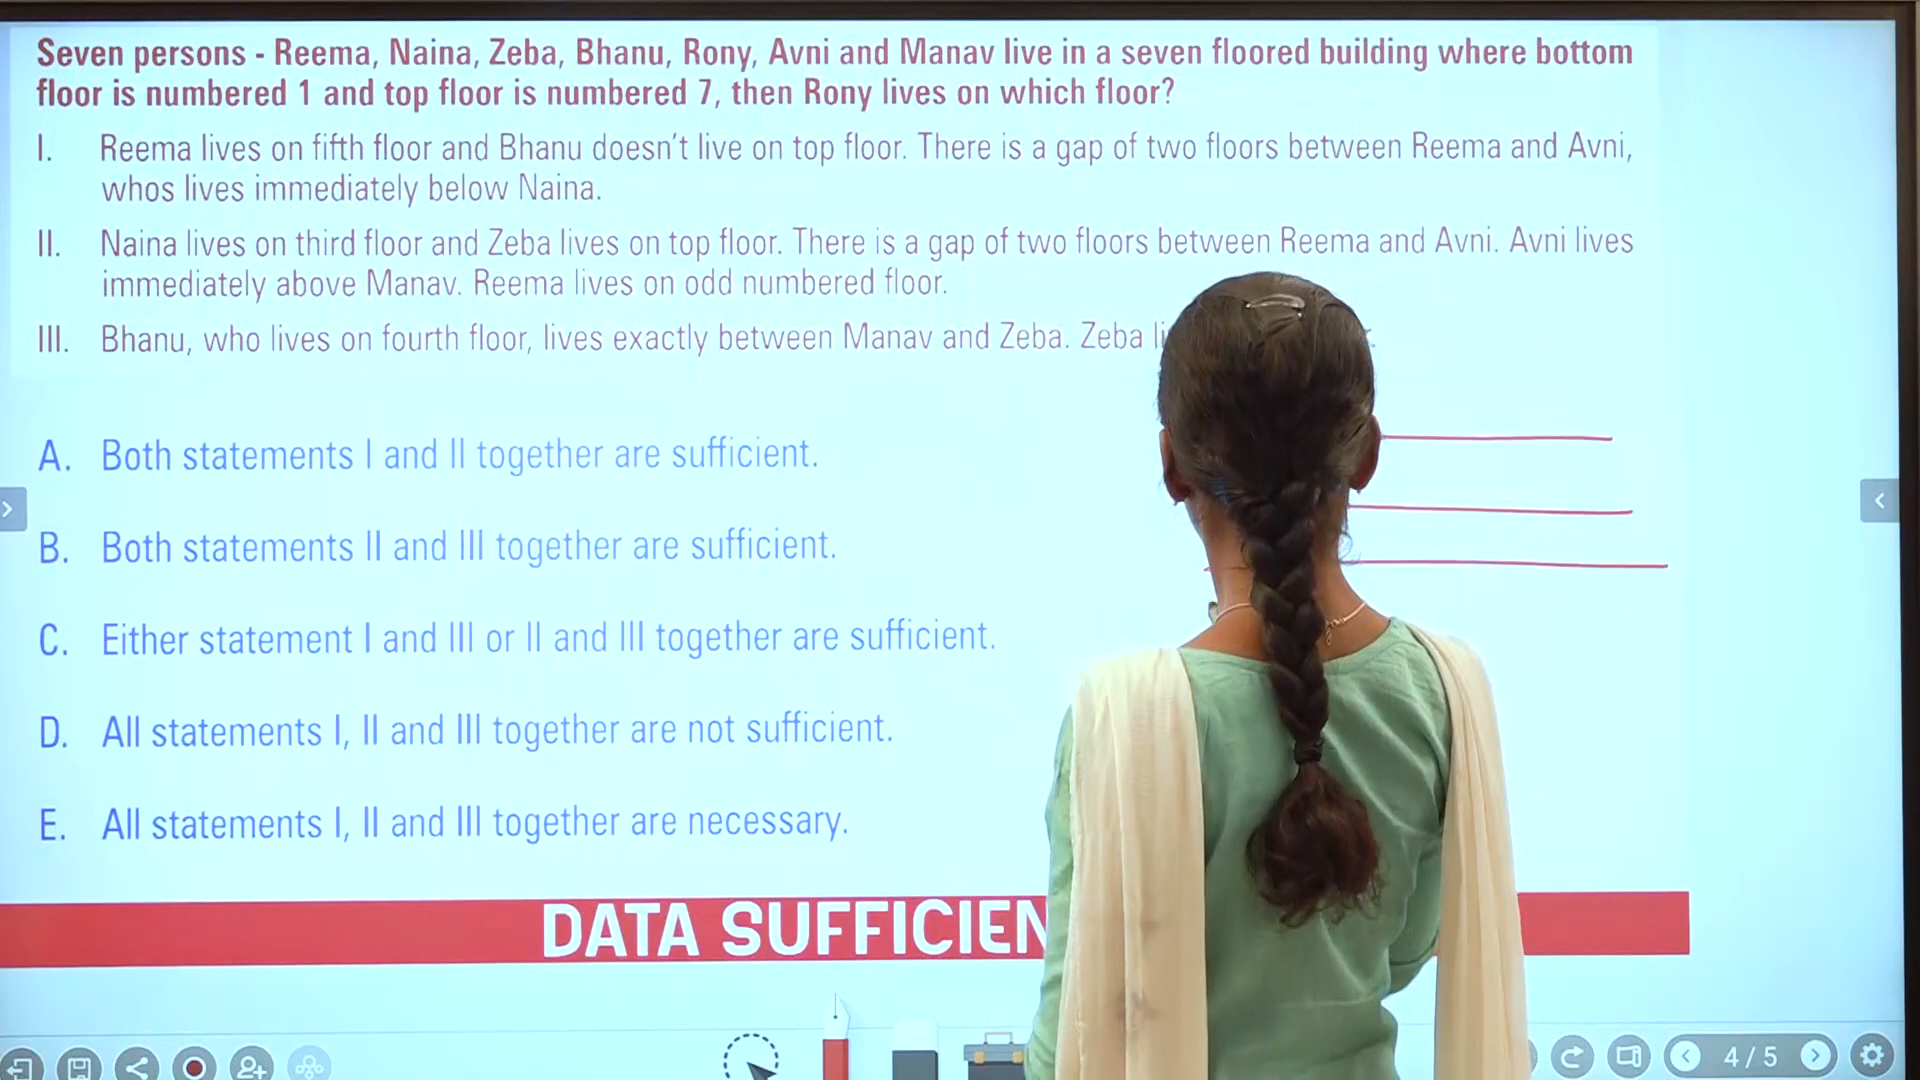 Seven persons - Reema, Naina, Zeba, Bhanu, Rony, Avni and Manav live in a seven floored building where bottom
floor is numbered 1 and top floor is numbered 7, then Rony lives on which floor?
I. Reema lives on fifth floor and Bhanu doesn't live on top floor. There is a gap of two floors between Reema and Avni,
whos lives immediately below Naina.
II. Naina lives on third floor and Zeba lives on top floor. There is a gap of two floors between Reema and Avni. Avni lives
immediately above Manav. Reema lives on odd numbered floor.
III. Bhanu, who lives on fourth floor, lives exactly between Manav and Zeba. Zeba
A. Both statements I and II together are sufficient.
B. Both statements II and III together are sufficient.
C. Either statement I and III or II and III together are sufficient.
D. All statements I, II and III together are not sufficient.
E. All statements I, II and III together are necessary.
DATA
4 / 5